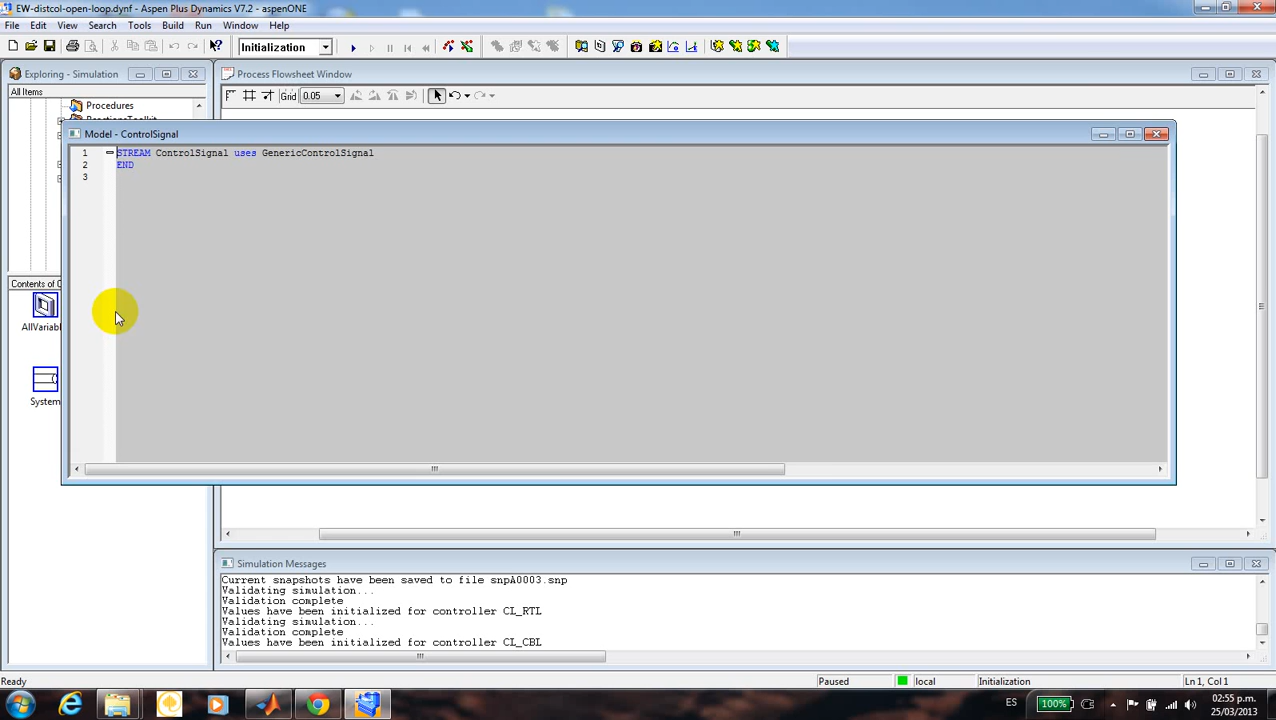 EW-distcol-open-loop.dynf - Aspen Plus Dynamics V7.2 - aspenONE
File Edit View Search Tools Build Run Window Help
Initialization
Exploring - Simulation
Process Flowsheet Window
All Items
Grid 0.05
Procedures
Model - ControlSignal
1 STREAM ControlSignal uses GenericControlSignal
2 END
3
Contents of
AllVariabl
System
Simulation Messages
Current snapshots have been saved to file snpA0003.snp
Validating simulation...
Validation complete
Values have been initialized for controller CL_RTL
Validating simulation...
Validation complete
Values have been initialized for controller CL_CBL
Ready Paused local Initialization Ln 1, Col 1
ES 100% 02:55 p.m.
25/03/2013